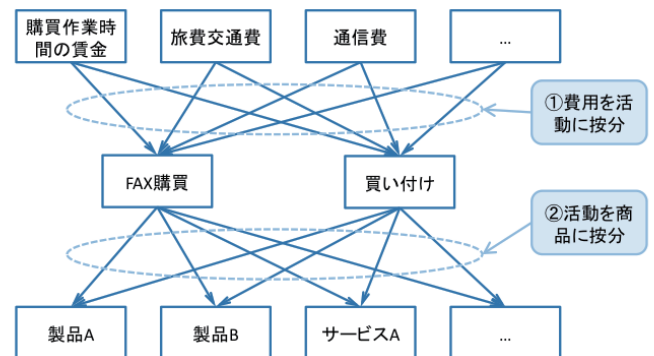 購買作業時
間の賃金
旅費交通費
通信費
...
①費用を活
動に按分
FAX購買
買い付け
②活動を商
品に按分
製品A
製品B
サービスA
...